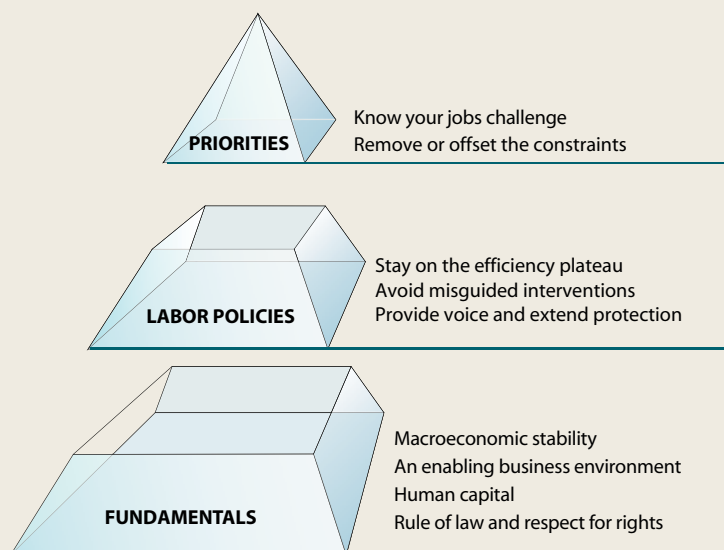 PRIORITIES
Know your jobs challenge
Remove or offset the constraints
LABOR POLICIES
Stay on the efficiency plateau
Avoid misguided interventions
Provide voice and extend protection
FUNDAMENTALS
Macroeconomic stability
An enabling business environment
Human capital
Rule of law and respect for rights